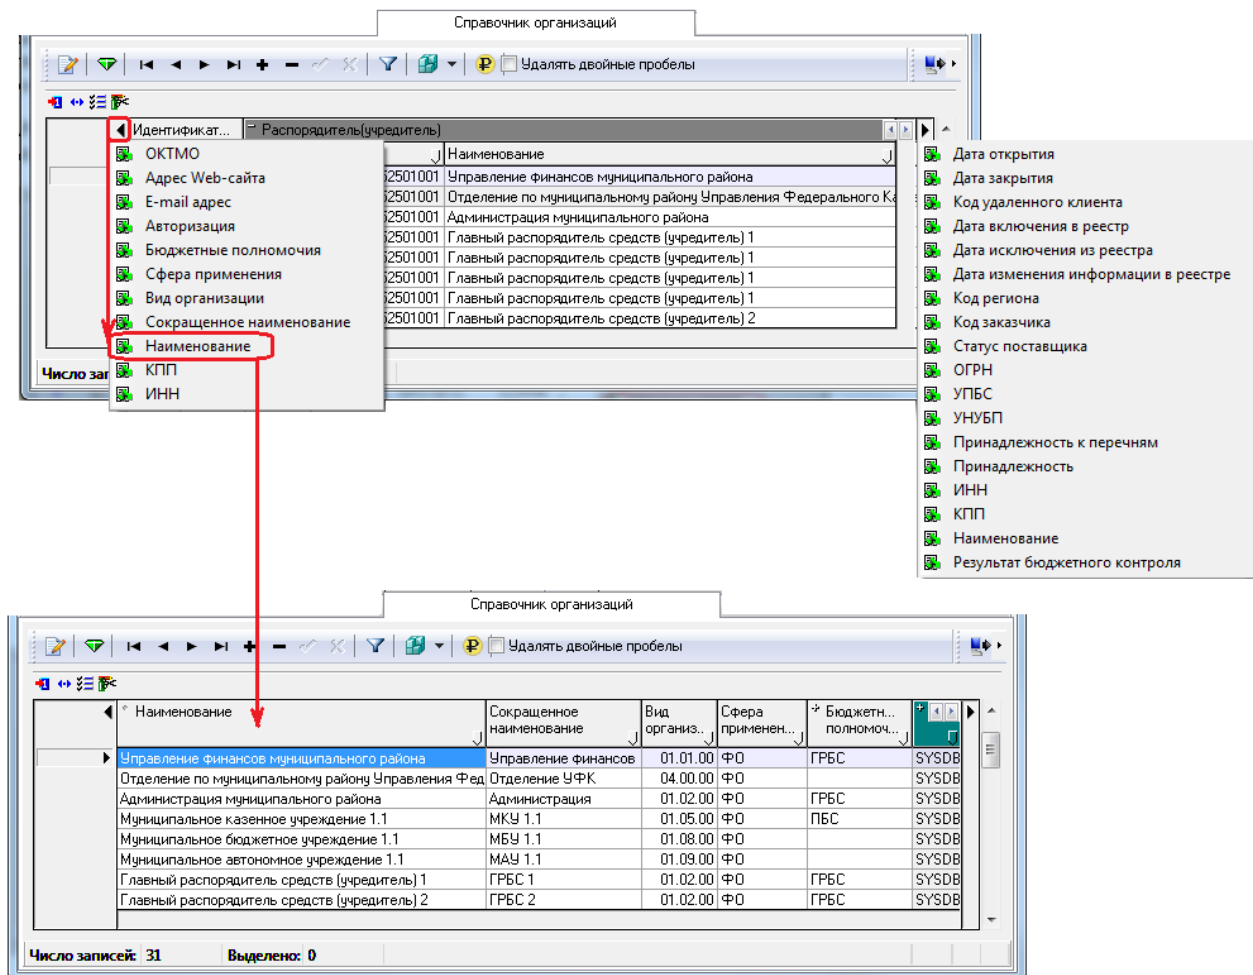 Справочник организаций
Удалять двойные пробелы
Идентификат...
Распорядитель(учредитель)
Наименование
52501001 Управление финансов муниципального района
52501001 Отделение по муниципальному району Управления Федерального Ка
52501001 Администрация муниципального района
52501001 Главный распорядитель средств (учредитель) 1
52501001 Главный распорядитель средств (учредитель) 1
52501001 Главный распорядитель средств (учредитель) 1
52501001 Главный распорядитель средств (учредитель) 1
52501001 Главный распорядитель средств (учредитель) 2
Число зап
ОКТМО
Адрес Web-сайта
E-mail адрес
Авторизация
Бюджетные полномочия
Сфера применения
Вид организации
Сокращенное наименование
Наименование
КПП
ИНН
Дата открытия
Дата закрытия
Код удаленного клиента
Дата включения в реестр
Дата исключения из реестра
Дата изменения информации в реестре
Код региона
Код заказчика
Статус поставщика
ОГРН
УПБС
УНУБП
Принадлежность к перечням
Принадлежность
ИНН
КПП
Наименование
Результат бюджетного контроля
Справочник организаций
Удалять двойные пробелы
Наименование
Сокращенное
наименование
Вид
организ...
Сфера
применен...
Бюджетн...
полномоч...
Управление финансов муниципального района Управление финансов 01.01.00 ФО ГРБС SYSDB
Отделение по муниципальному району Управления Фед Отделение УФК 04.00.00 ФО SYSDB
Администрация муниципального района Администрация 01.02.00 ФО ГРБС SYSDB
Муниципальное казенное учреждение 1.1 МКУ 1.1 01.05.00 ФО ПБС SYSDB
Муниципальное бюджетное учреждение 1.1 МБУ 1.1 01.08.00 ФО SYSDB
Муниципальное автономное учреждение 1.1 МАУ 1.1 01.09.00 ФО SYSDB
Главный распорядитель средств (учредитель) 1 ГРБС 1 01.02.00 ФО ГРБС SYSDB
Главный распорядитель средств (учредитель) 2 ГРБС 2 01.02.00 ФО ГРБС SYSDB
Число записей: 31 Выделено: 0